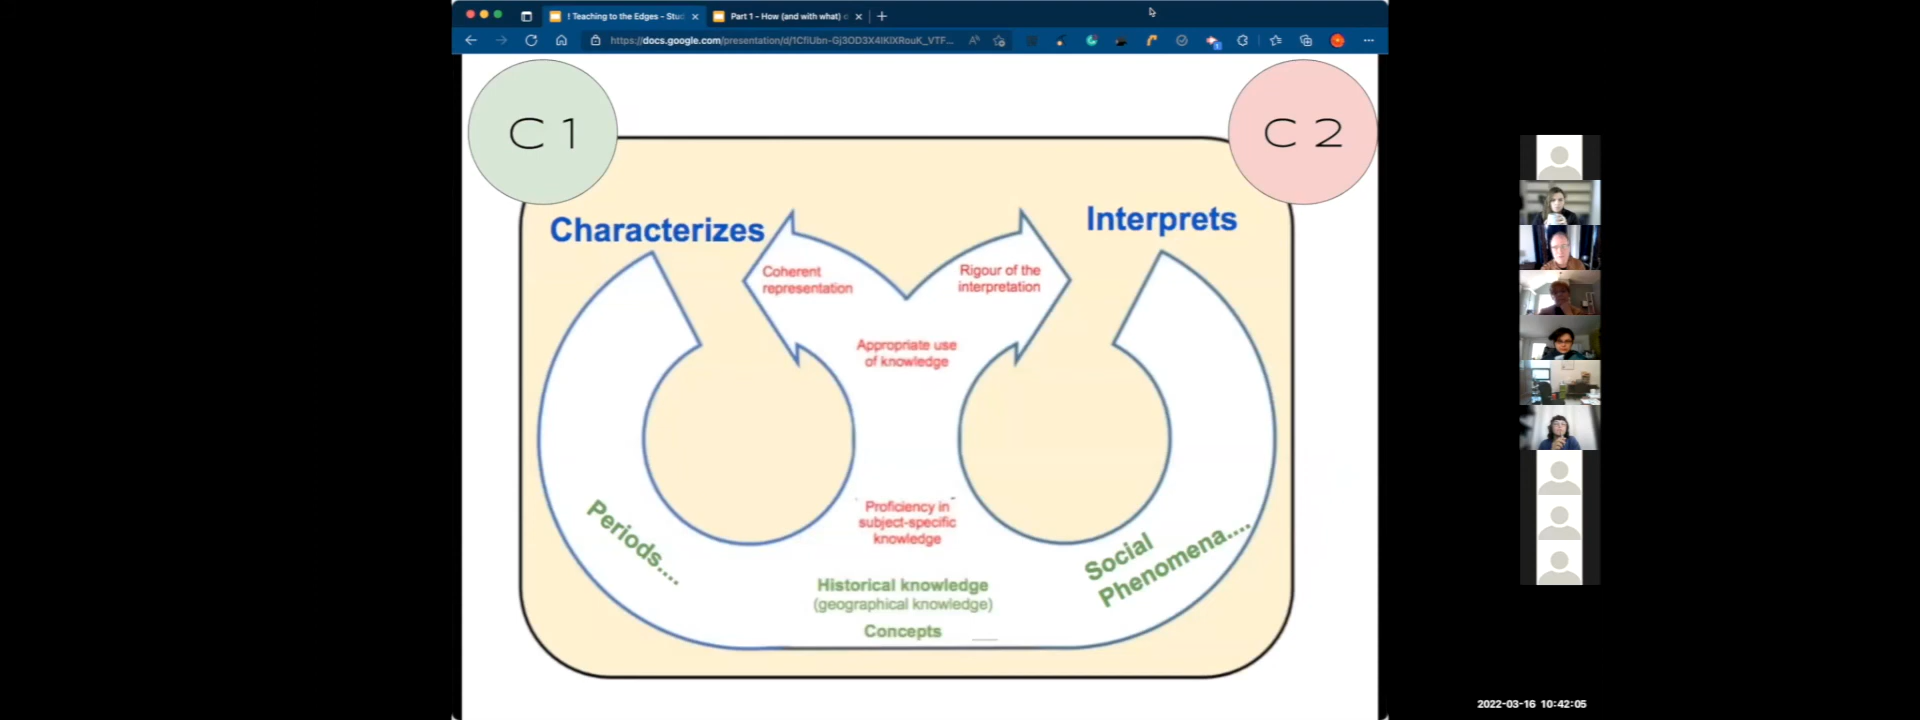 ! Teaching to the Edges - Stud
Part 1 - How (and with what)
https://docs.google.com/presentation/d/1CfiUbn-Gj3OD3X4IKIXRouK_VTF...
C 1
C 2
Characterizes
Interprets
Coherent
representation
Rigour of the
interpretation
Appropriate use
of knowledge
Proficiency in
subject-specific
knowledge
Periods....
Social
Phenomena....
Historical knowledge
(geographical knowledge)
Concepts
2022-03-16 10:42:05